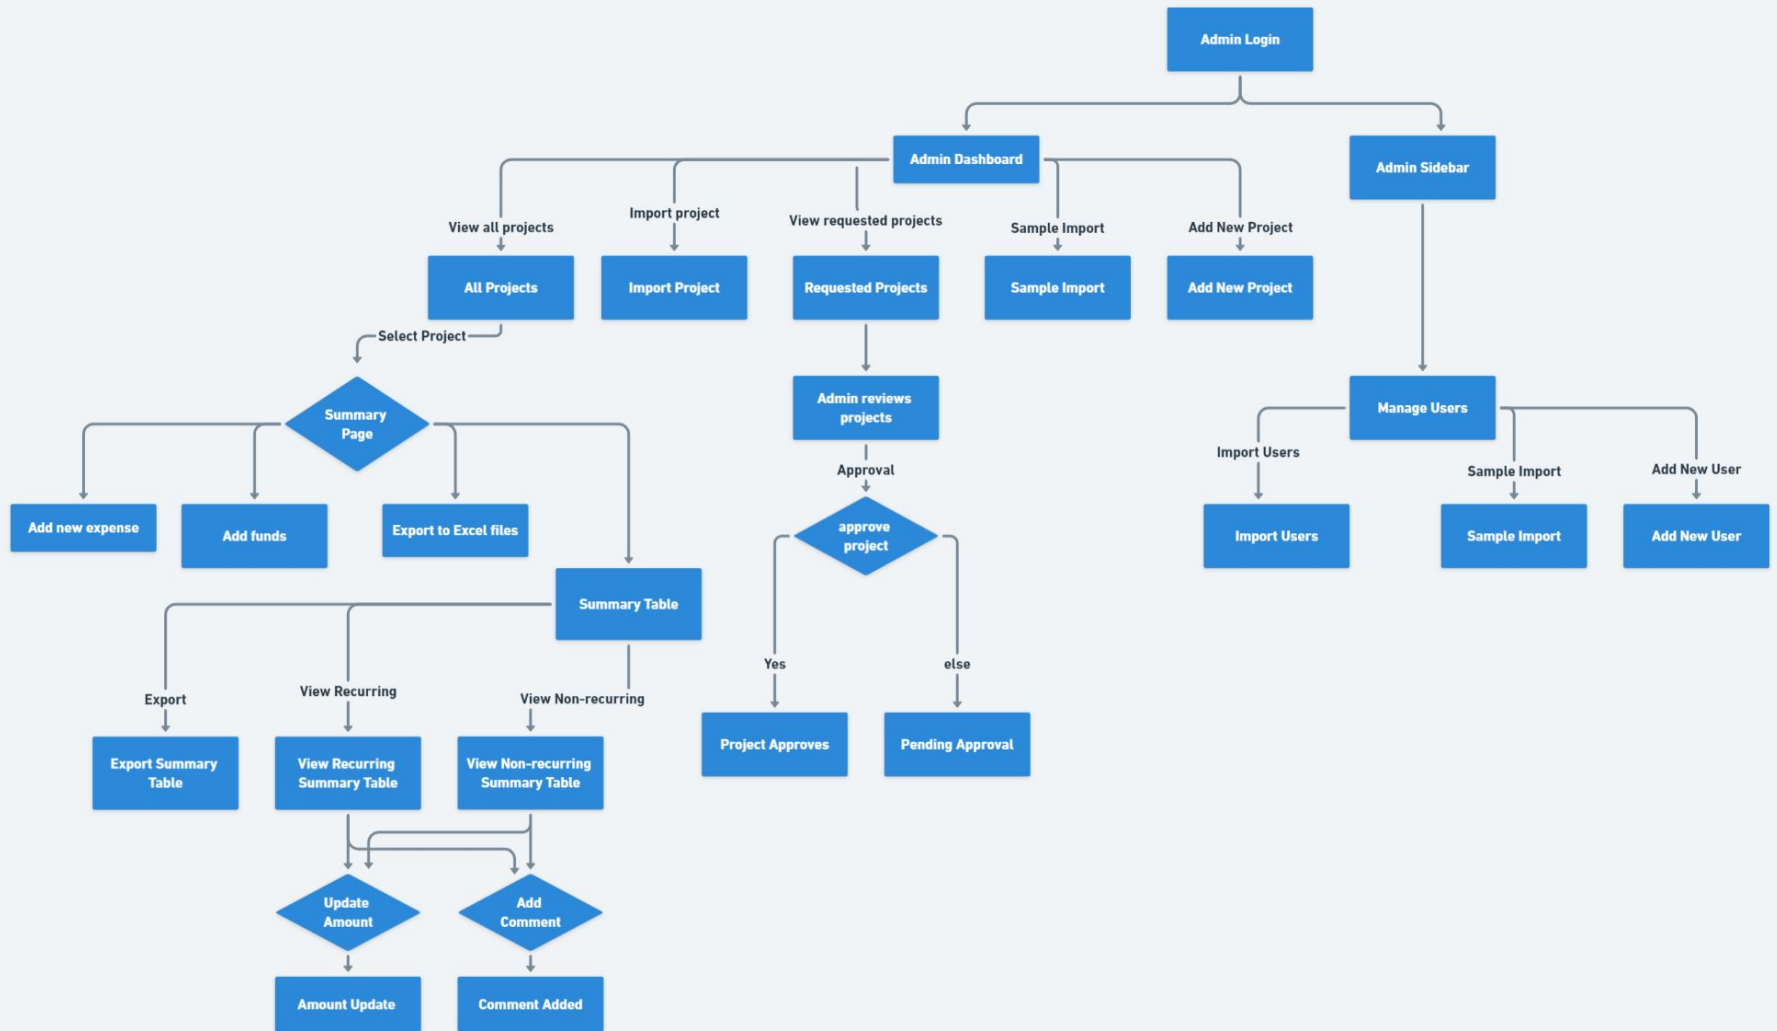 Admin Login
Admin Dashboard
Admin Sidebar
View all projects
Import project
View requested projects
Sample Import
Add New Project
All Projects
Import Project
Requested Projects
Sample Import
Add New Project
Select Project
Summary
Page
Admin reviews
projects
Manage Users
Approval
Import Users
Sample Import
Add New User
Add new expense
Add funds
Export to Excel files
approve
project
Import Users
Sample Import
Add New User
Summary Table
Yes
else
Export
View Recurring
View Non-recurring
Project Approves
Pending Approval
Export Summary
Table
View Recurring
Summary Table
View Non-recurring
Summary Table
Update
Amount
Add
Comment
Amount Update
Comment Added